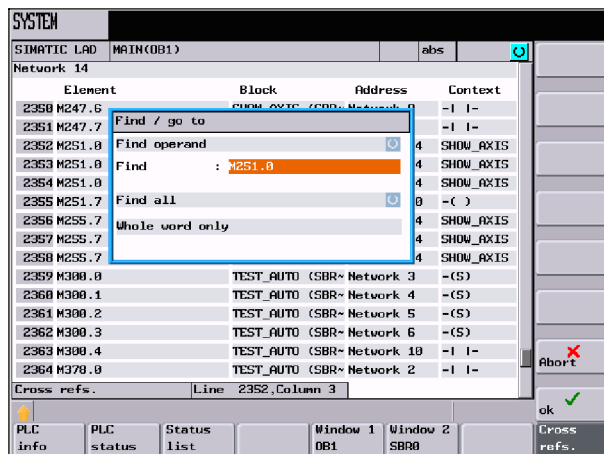 SYSTEM
SIMATIC LAD MAIN(OB1) abs
Network 14
Element Block Address Context
2350 M247.6 -| |-
2351 M247.7 -| |-
2352 M251.0 4 SHOW_AXIS
2353 M251.0 4 SHOW_AXIS
2354 M251.0 4 SHOW_AXIS
2355 M251.7 0 -( )
2356 M255.7 4 SHOW_AXIS
2357 M255.7 4 SHOW_AXIS
2358 M255.7 4 SHOW_AXIS
Find / go to
Find operand
Find : M251.0
Find all
Whole word only
2359 M300.0 TEST_AUTO (SBR~ Network 3 -(S)
2360 M300.1 TEST_AUTO (SBR~ Network 4 -(S)
2361 M300.2 TEST_AUTO (SBR~ Network 5 -(S)
2362 M300.3 TEST_AUTO (SBR~ Network 6 -(S)
2363 M300.4 TEST_AUTO (SBR~ Network 10 -| |-
2364 M378.0 TEST_AUTO (SBR~ Network 2 -| |-
Cross refs. Line 2352,Column 3
Abort
ok
PLC info
PLC status
Status list
Window 1 OB1
Window 2 SBR0
Cross refs.